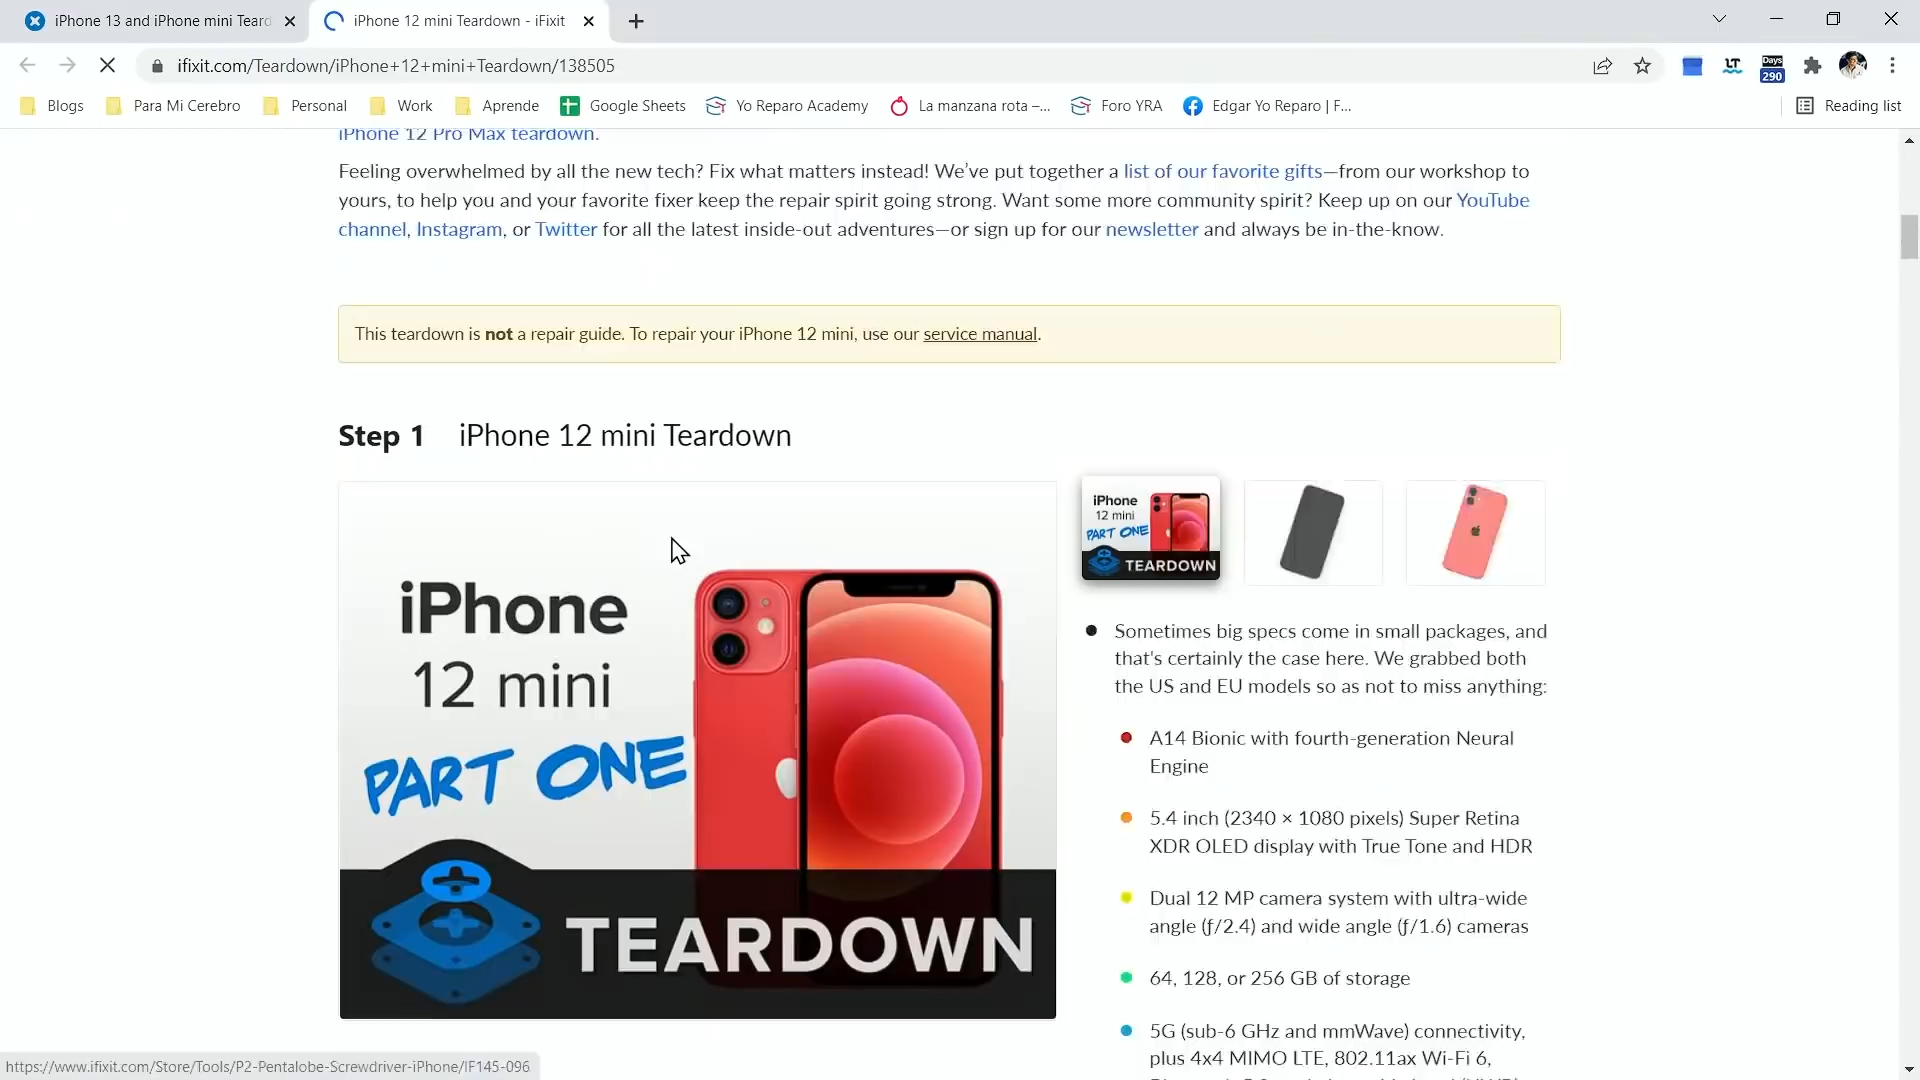 iPhone 13 and iPhone mini Teard
iPhone 12 mini Teardown - iFixit
ifixit.com/Teardown/iPhone+12+mini+Teardown/138505
LT
Days
290
Blogs
Para Mi Cerebro
Personal
Work
Aprende
Google Sheets
Yo Reparo Academy
La manzana rota –...
Foro YRA
Edgar Yo Reparo | F...
Reading list
iPhone 12 Pro Max teardown.
Feeling overwhelmed by all the new tech? Fix what matters instead! We've put together a list of our favorite gifts—from our workshop to
yours, to help you and your favorite fixer keep the repair spirit going strong. Want some more community spirit? Keep up on our YouTube
channel, Instagram, or Twitter for all the latest inside-out adventures—or sign up for our newsletter and always be in-the-know.
This teardown is not a repair guide. To repair your iPhone 12 mini, use our service manual.
Step 1 iPhone 12 mini Teardown
iPhone
12 mini
PART ONE
TEARDOWN
iPhone
12 mini
PART ONE
TEARDOWN
Sometimes big specs come in small packages, and
that's certainly the case here. We grabbed both
the US and EU models so as not to miss anything:
A14 Bionic with fourth-generation Neural
Engine
5.4 inch (2340 × 1080 pixels) Super Retina
XDR OLED display with True Tone and HDR
Dual 12 MP camera system with ultra-wide
angle (ƒ/2.4) and wide angle (ƒ/1.6) cameras
64, 128, or 256 GB of storage
5G (sub-6 GHz and mmWave) connectivity,
plus 4x4 MIMO LTE, 802.11ax Wi-Fi 6,
https://www.ifixit.com/Store/Tools/P2-Pentalobe-Screwdriver-iPhone/IF145-096